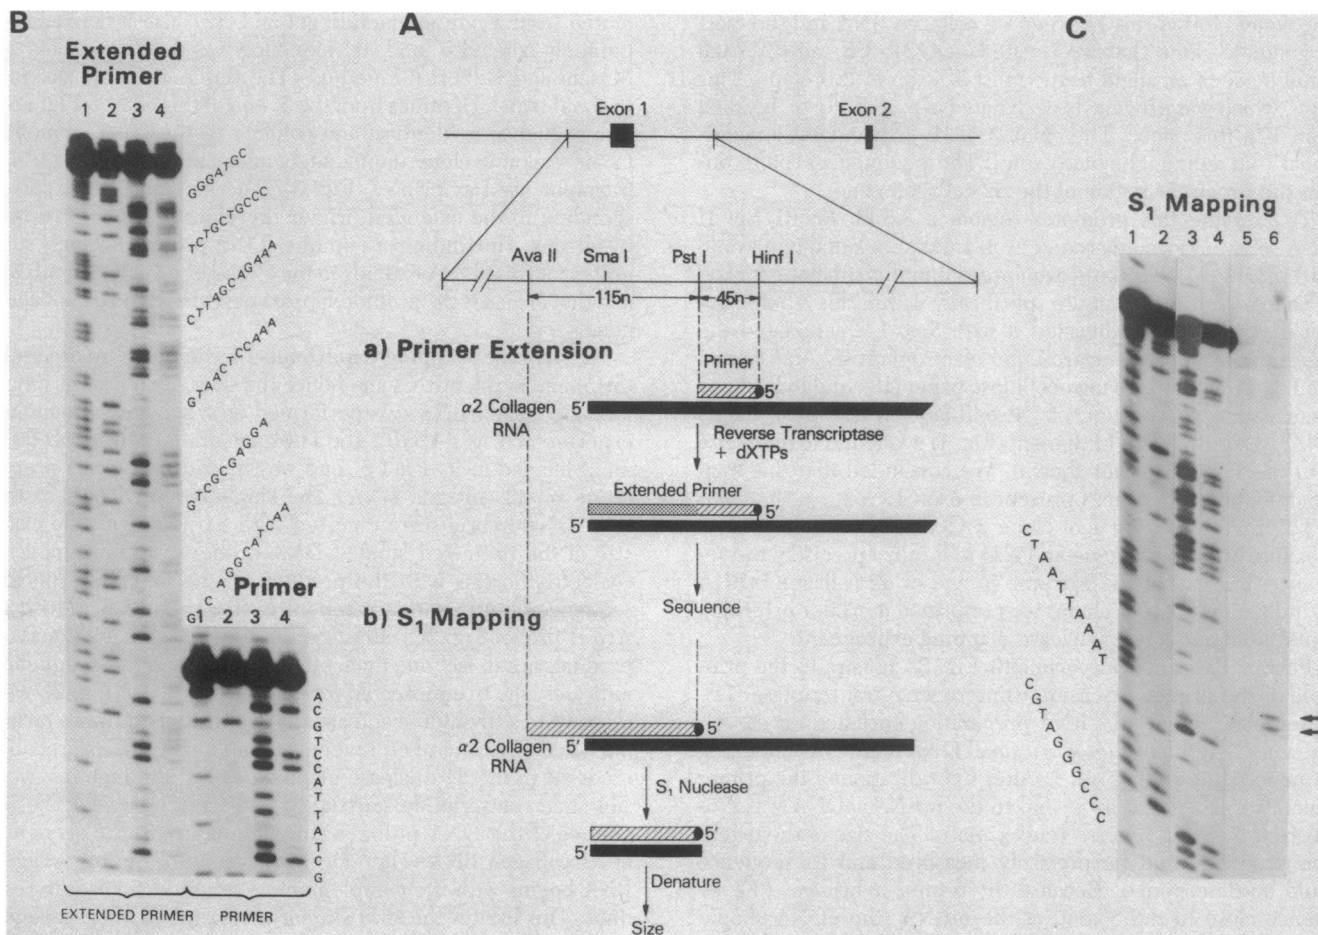 B
Extended
Primer
1 2 3 4
GGGATGC
TCTGCTGCCC
CTTAGCAGAAA
GTAACTCCAAA
GTCGCGAGGA
GCAGGCATCAA
Primer
1 2 3 4
ACGTCCATTATCG
EXTENDED PRIMER
PRIMER
A
Exon 1
Exon 2
Ava II
Sma I
Pst I
Hinf I
115n
45n
a) Primer Extension
Primer
5'
5'
α2 Collagen
RNA
Reverse Transcriptase
+ dXTPs
Extended Primer
5'
5'
Sequence
b) S1 Mapping
5'
5'
α2 Collagen
RNA
S1 Nuclease
5'
5'
Denature
Size
C
S1 Mapping
1 2 3 4 5 6
CTAATTAAAT
CGTAGGGCCC